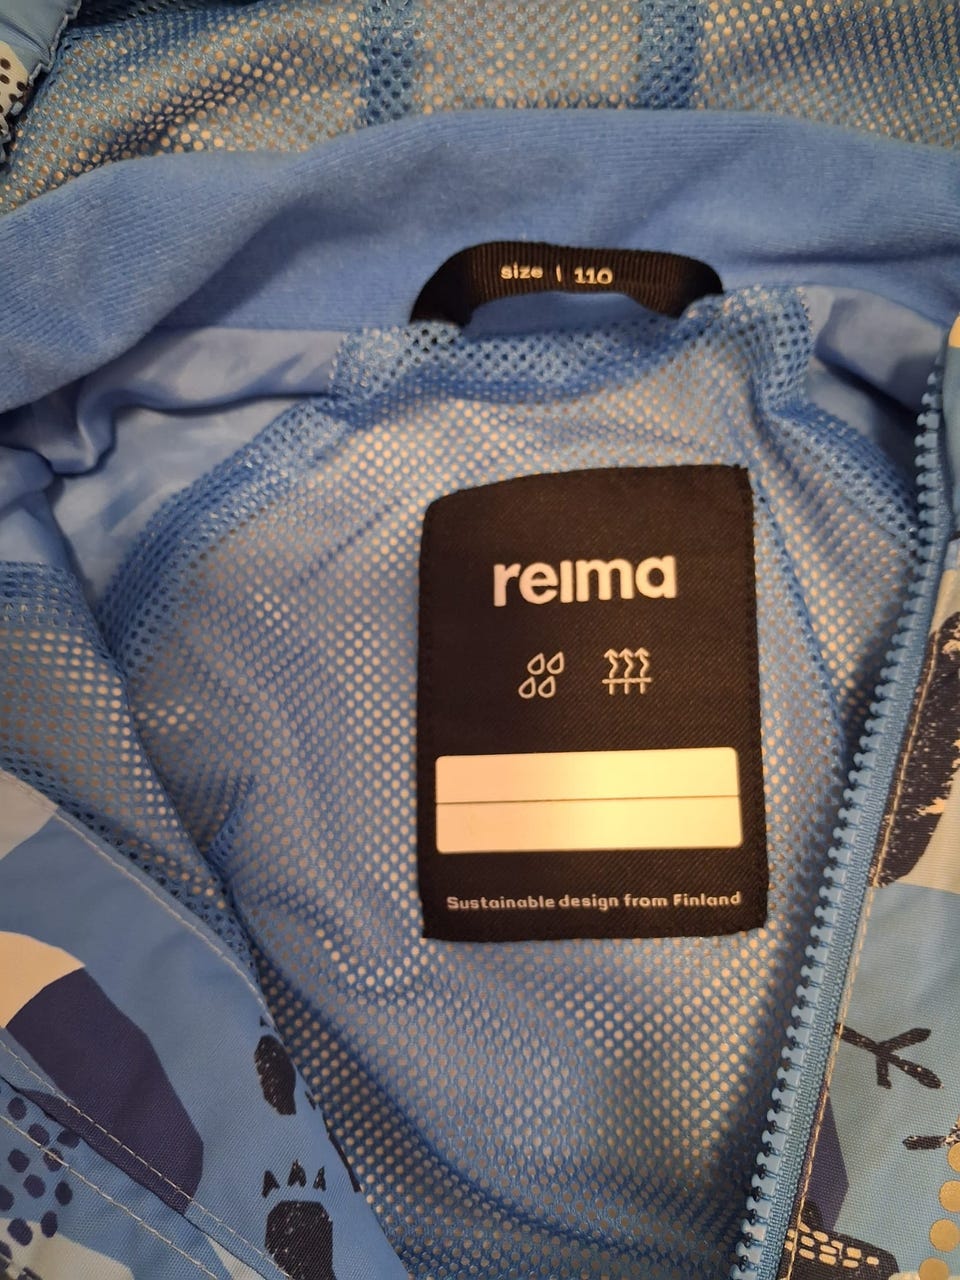 size | 110
reima
Sustainable design from Finland